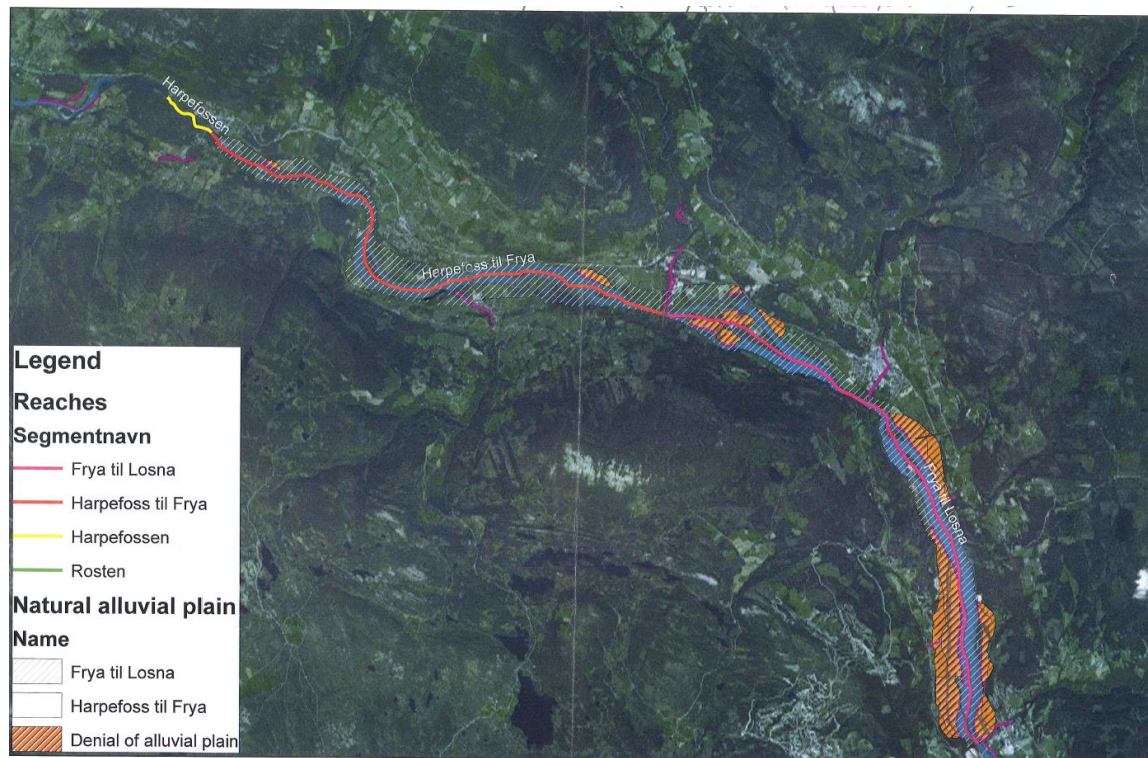 Harpefossen
Harpefoss til Frya
Frya til Losna
Legend
Reaches
Segmentnavn
Frya til Losna
Harpefoss til Frya
Harpefossen
Rosten
Natural alluvial plain
Name
Frya til Losna
Harpefoss til Frya
Denial of alluvial plain